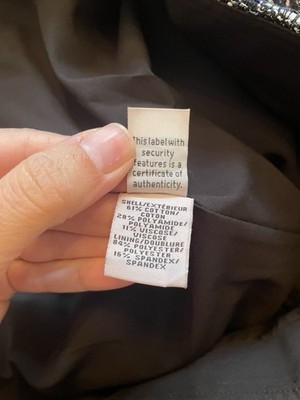 This label with
security
features is a
certificate of
authenticity.
SHELL/EXTÉRIEUR
61% COTTON/
COTON
28% POLYAMIDE/
POLYAMIDE
11% VISCOSE/
VISCOSE
LINING/DOUBLURE
84% POLYESTER/
POLYESTER
16% SPANDEX/
SPANDEX